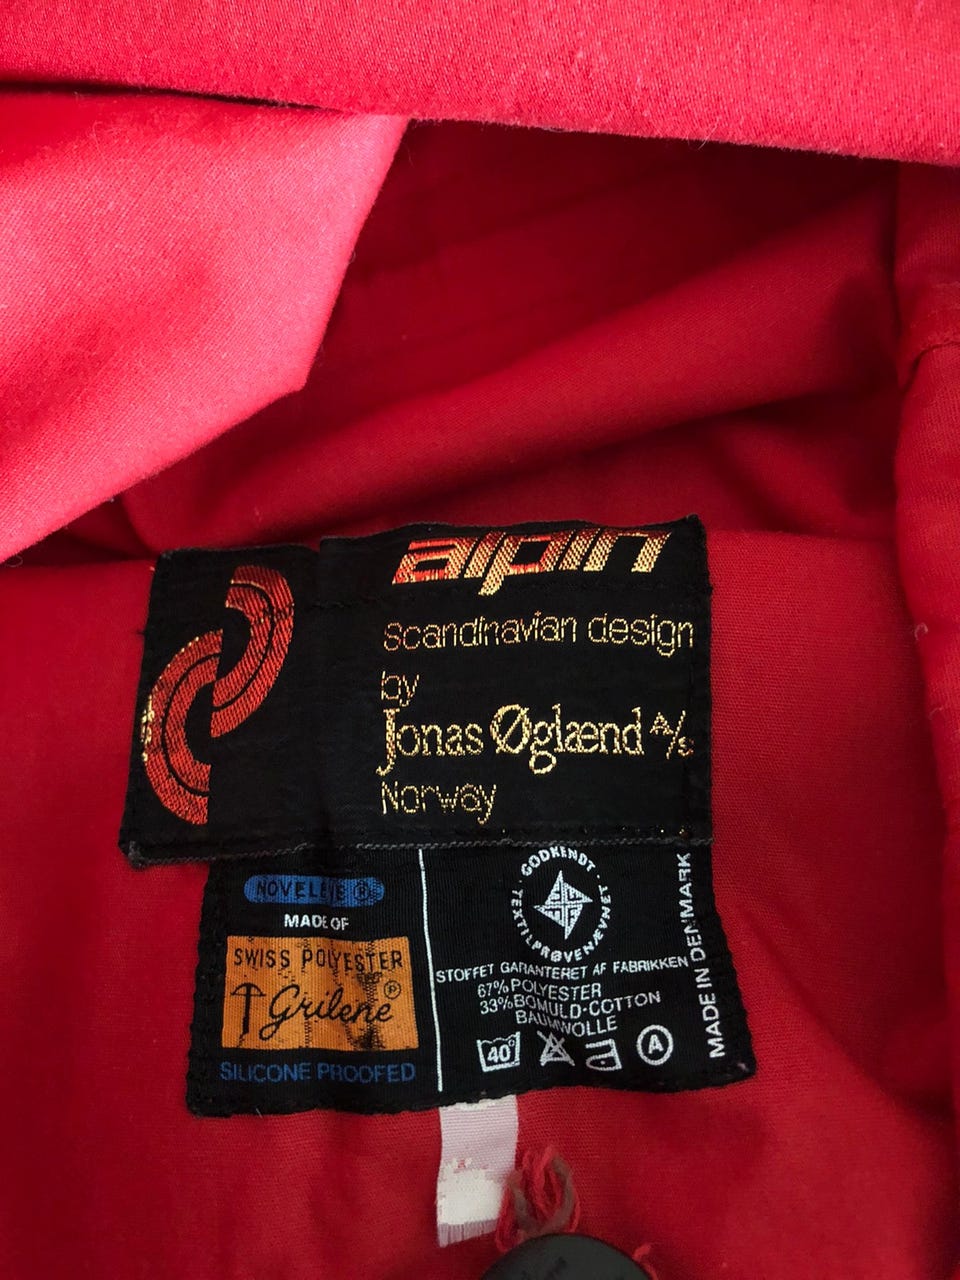 alpin
Scandinavian design
by
Jonas Øglænd A/S
Norway
NOVELENE ®
MADE OF
SWISS POLYESTER
Grilene ®
SILICONE PROOFED
GODKENDT · TEXTILPRØVENÆVNET ·
STOFFET GARANTERET AF FABRIKKEN
67% POLYESTER
33% BOMULD-COTTON
BAUMWOLLE
40°
A
MADE IN DENMARK